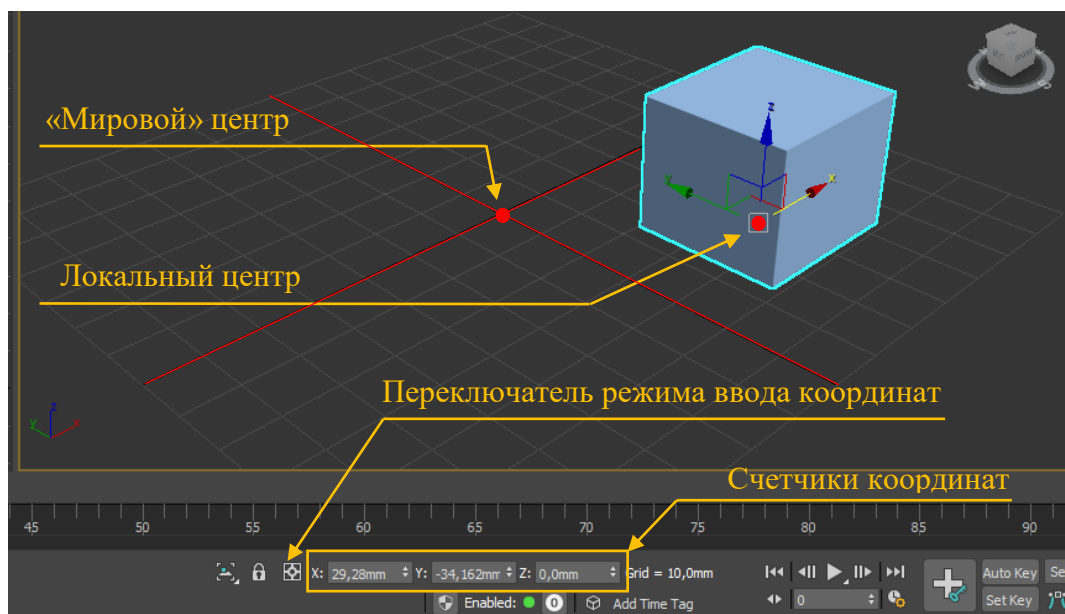 «Мировой» центр
z
y
x
Локальный центр
Переключатель режима ввода координат
z
y
x
Счетчики координат
45 50 55 60 65 70 75 80 85 90
X: 29,28mm Y: -34,162mm Z: 0,0mm Grid = 10,0mm Auto Key Se
Enabled: 0 Add Time Tag 0 Set Key